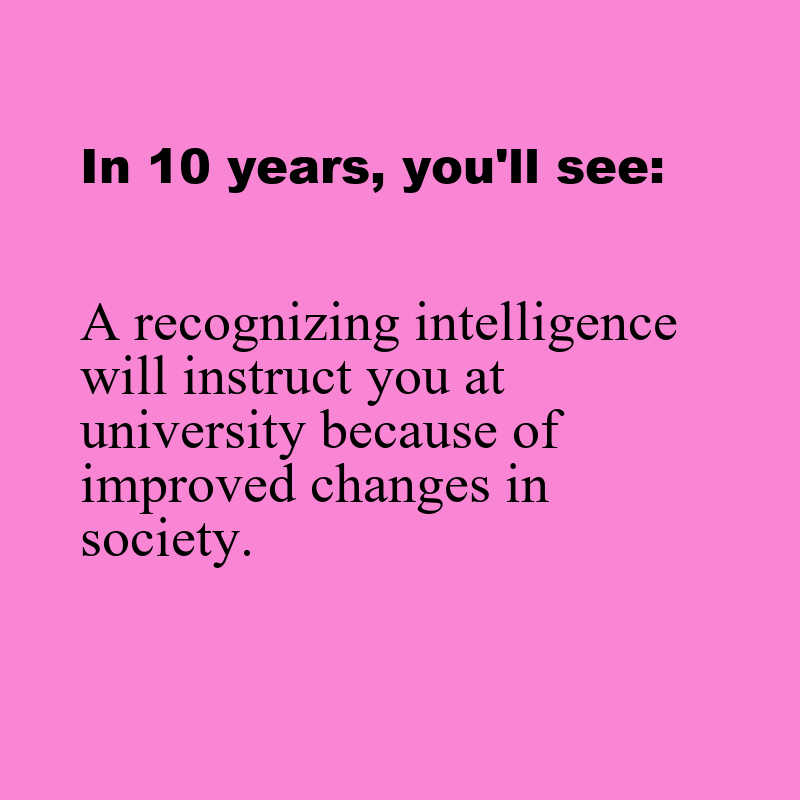 In 10 years, you'll see:
A recognizing intelligence
will instruct you at
university because of
improved changes in
society.